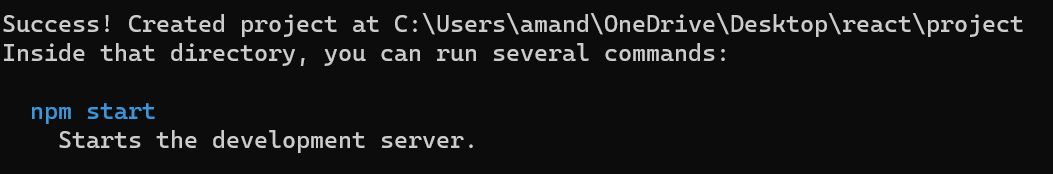 Success! Created project at C:\Users\amand\OneDrive\Desktop\react\project
Inside that directory, you can run several commands:
npm start
Starts the development server.